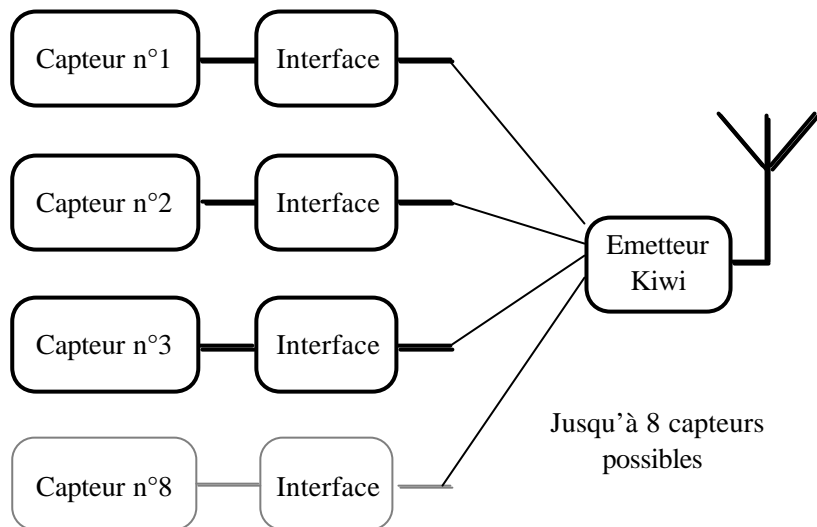 Capteur n°1
Interface
Capteur n°2
Interface
Emetteur
Kiwi
Capteur n°3
Interface
Jusqu’à 8 capteurs
possibles
Capteur n°8
Interface